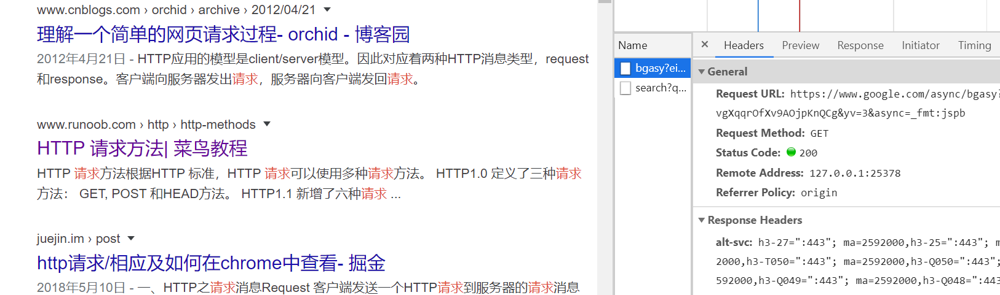 www.cnblogs.com › orchid › archive › 2012/04/21
理解一个简单的网页请求过程- orchid - 博客园
2012年4月21日 - HTTP应用的模型是client/server模型。因此对应着两种HTTP消息类型，request
和response。客户端向服务器发出请求，服务器向客户端发回请求。
www.runoob.com › http › http-methods
HTTP 请求方法| 菜鸟教程
HTTP 请求方法根据HTTP 标准，HTTP 请求可以使用多种请求方法。 HTTP1.0 定义了三种请求
方法： GET, POST 和HEAD方法。 HTTP1.1 新增了六种请求 ...
juejin.im › post
http请求/相应及如何在chrome中查看- 掘金
2018年5月10日 - 一、HTTP之请求消息Request 客户端发送一个HTTP请求到服务器的请求消息
Name
bgasy?ei...
search?q...
× Headers Preview Response Initiator Timing
General
Request URL: https://www.google.com/async/bgasy?
vgXqqrOfXv9AOjpKnQCg&yv=3&async=_fmt:jspb
Request Method: GET
Status Code: 200
Remote Address: 127.0.0.1:25378
Referrer Policy: origin
Response Headers
alt-svc: h3-27=":443"; ma=2592000,h3-25=":443"; m
2000,h3-T050=":443"; ma=2592000,h3-Q050=":443";
592000,h3-Q049=":443"; ma=2592000,h3-Q048=":443